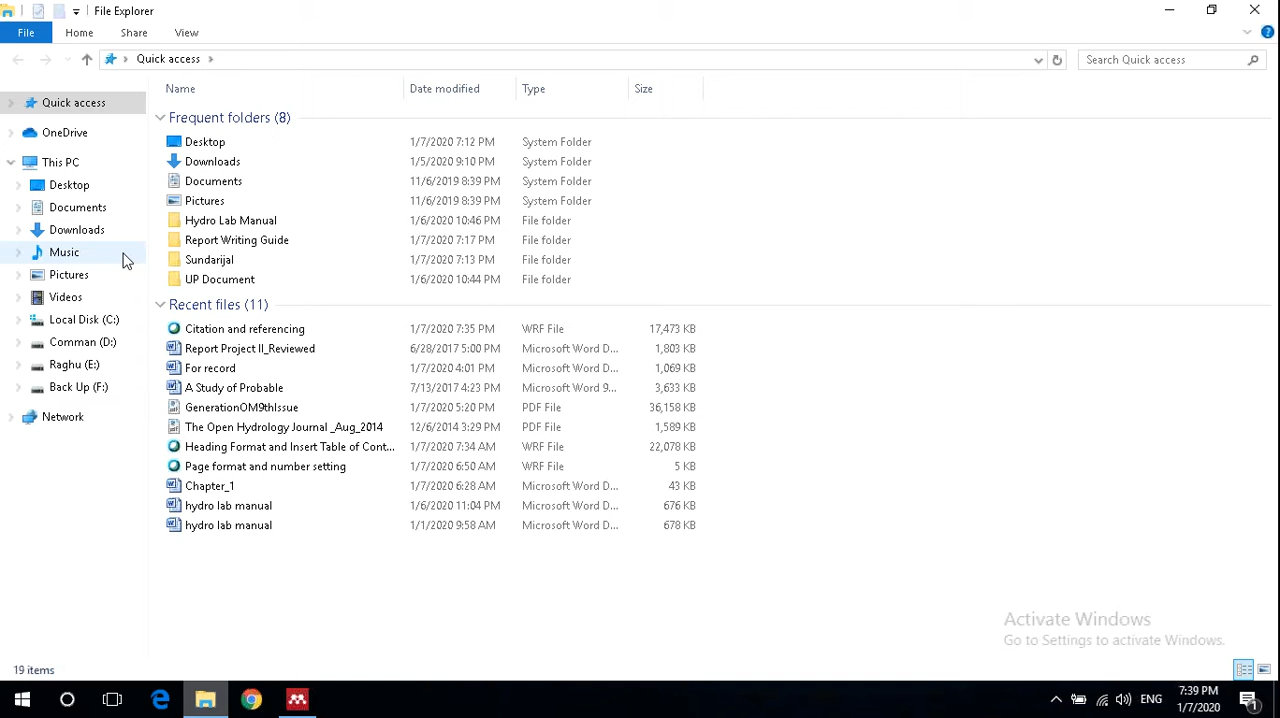 File Explorer
File Home Share View
Quick access
Search Quick access
Name Date modified Type Size
Quick access
OneDrive
This PC
Desktop
Documents
Downloads
Music
Pictures
Videos
Local Disk (C:)
Comman (D:)
Raghu (E:)
Back Up (F:)
Network
Frequent folders (8)
Desktop 1/7/2020 7:12 PM System Folder
Downloads 1/5/2020 9:10 PM System Folder
Documents 11/6/2019 8:39 PM System Folder
Pictures 11/6/2019 8:39 PM System Folder
Hydro Lab Manual 1/6/2020 10:46 PM File folder
Report Writing Guide 1/7/2020 7:17 PM File folder
Sundarijal 1/7/2020 7:13 PM File folder
UP Document 1/6/2020 10:44 PM File folder
Recent files (11)
Citation and referencing 1/7/2020 7:35 PM WRF File 17,473 KB
Report Project II_Reviewed 6/28/2017 5:00 PM Microsoft Word D... 1,803 KB
For record 1/7/2020 4:01 PM Microsoft Word D... 1,069 KB
A Study of Probable 7/13/2017 4:23 PM Microsoft Word 9... 3,633 KB
GenerationOM9thIssue 1/7/2020 5:20 PM PDF File 36,158 KB
The Open Hydrology Journal _Aug_2014 12/6/2014 3:29 PM PDF File 1,589 KB
Heading Format and Insert Table of Cont... 1/7/2020 7:34 AM WRF File 22,078 KB
Page format and number setting 1/7/2020 6:50 AM WRF File 5 KB
Chapter_1 1/7/2020 6:28 AM Microsoft Word D... 43 KB
hydro lab manual 1/6/2020 11:04 PM Microsoft Word D... 676 KB
hydro lab manual 1/1/2020 9:58 AM Microsoft Word D... 678 KB
Activate Windows
Go to Settings to activate Windows.
19 items
ENG
7:39 PM
1/7/2020
1